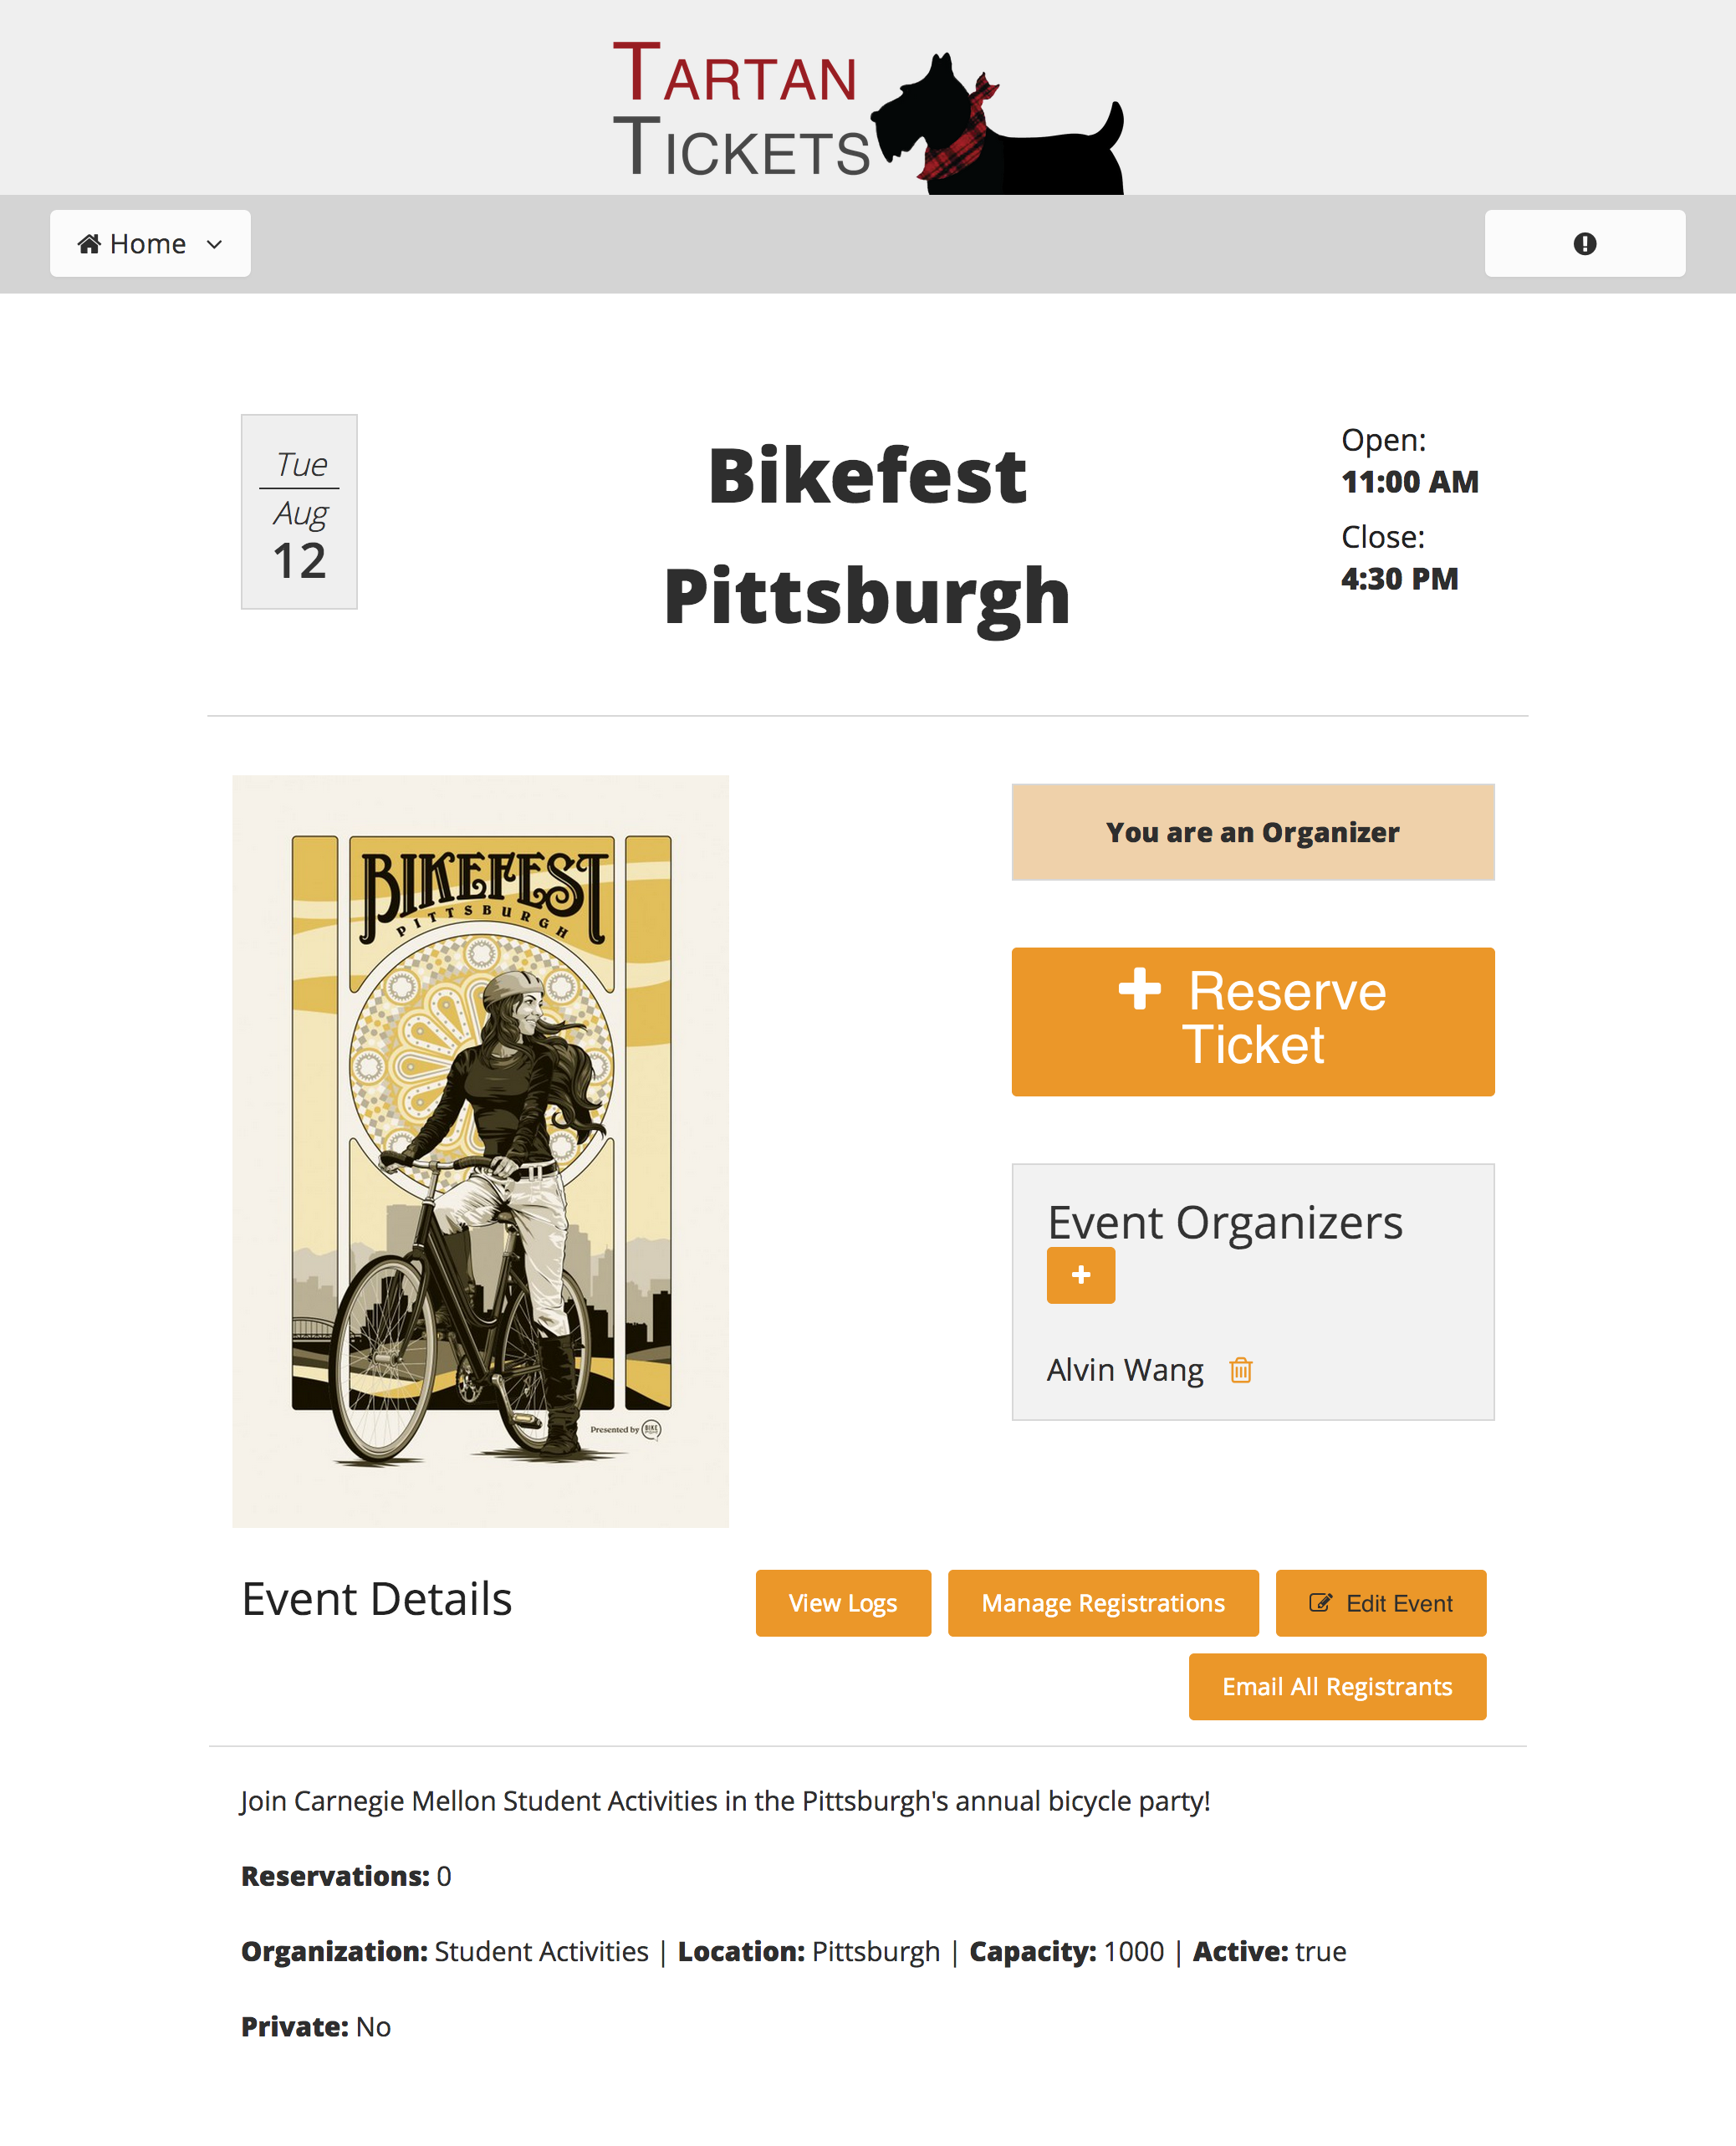 TARTAN
TICKETS
Home
Tue
Aug
12
Bikefest
Pittsburgh
Open:
11:00 AM
Close:
4:30 PM
BIKEFEST
PITTSBURGH
Presented by BIKE
You are an Organizer
Reserve
Ticket
Event Organizers
Alvin Wang
Event Details
View Logs
Manage Registrations
Edit Event
Email All Registrants
Join Carnegie Mellon Student Activities in the Pittsburgh's annual bicycle party!
Reservations: 0
Organization: Student Activities | Location: Pittsburgh | Capacity: 1000 | Active: true
Private: No